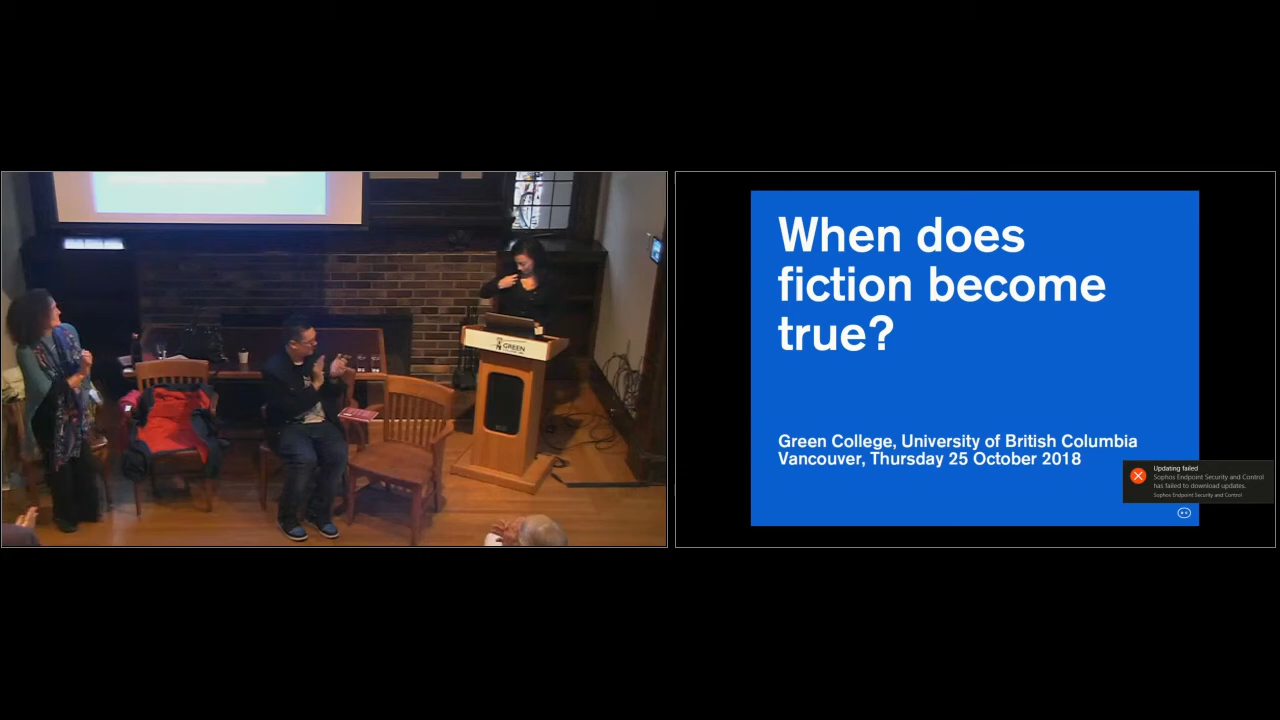 GREEN
When does
fiction become
true?
Green College, University of British Columbia
Vancouver, Thursday 25 October 2018
Updating failed
Sophos Endpoint Security and Control
has failed to download updates.
Sophos Endpoint Security and Control